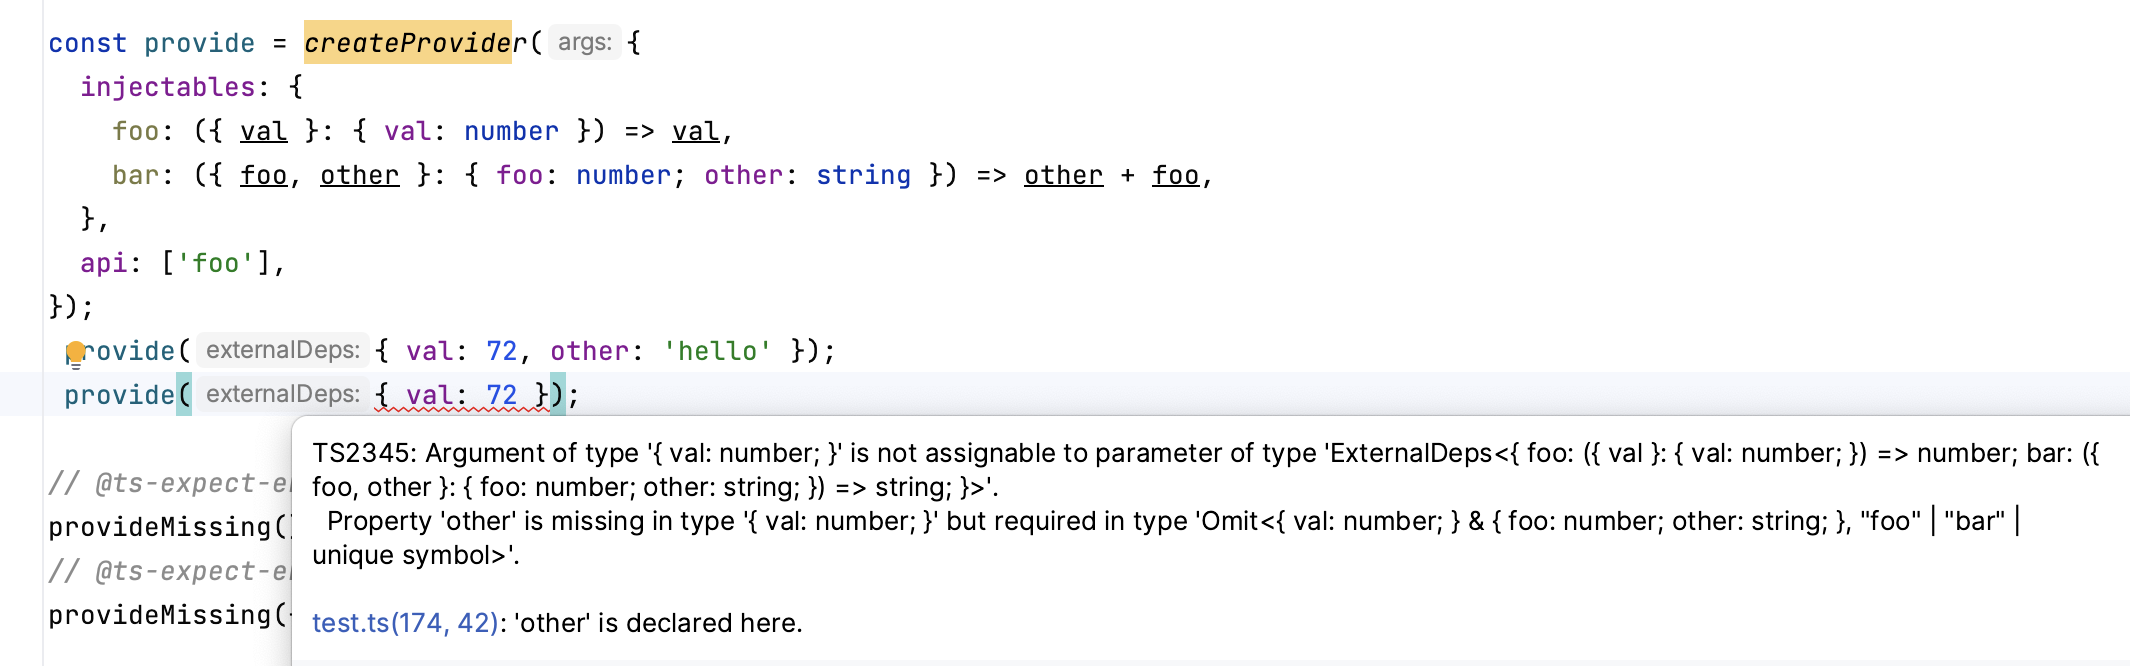 const provide = createProvider( args: {
  injectables: {
    foo: ({ val }: { val: number }) => val,
    bar: ({ foo, other }: { foo: number; other: string }) => other + foo,
  },
  api: ['foo'],
});
provide( externalDeps: { val: 72, other: 'hello' });
provide( externalDeps: { val: 72 });
TS2345: Argument of type '{ val: number; }' is not assignable to parameter of type 'ExternalDeps<{ foo: ({ val }: { val: number; }) => number; bar: ({
foo, other }: { foo: number; other: string; }) => string; }>'.
  Property 'other' is missing in type '{ val: number; }' but required in type 'Omit<{ val: number; } & { foo: number; other: string; }, "foo" | "bar" |
unique symbol>'.
test.ts(174, 42): 'other' is declared here.
// @ts-expect-e
provideMissing(
// @ts-expect-e
provideMissing(